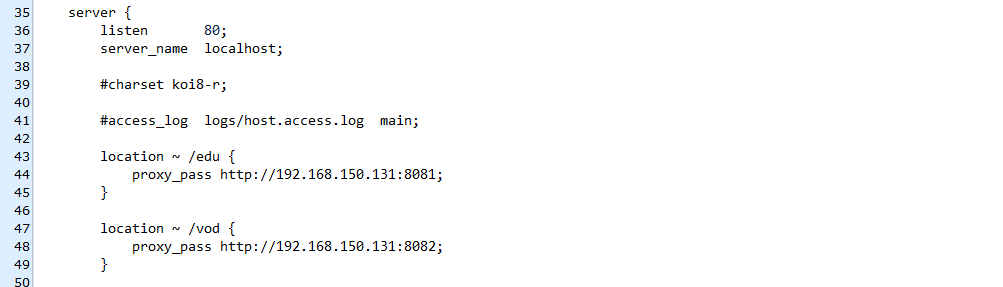 35 server {
36 listen 80;
37 server_name localhost;
38
39 #charset koi8-r;
40
41 #access_log logs/host.access.log main;
42
43 location ~ /edu {
44 proxy_pass http://192.168.150.131:8081;
45 }
46
47 location ~ /vod {
48 proxy_pass http://192.168.150.131:8082;
49 }
50